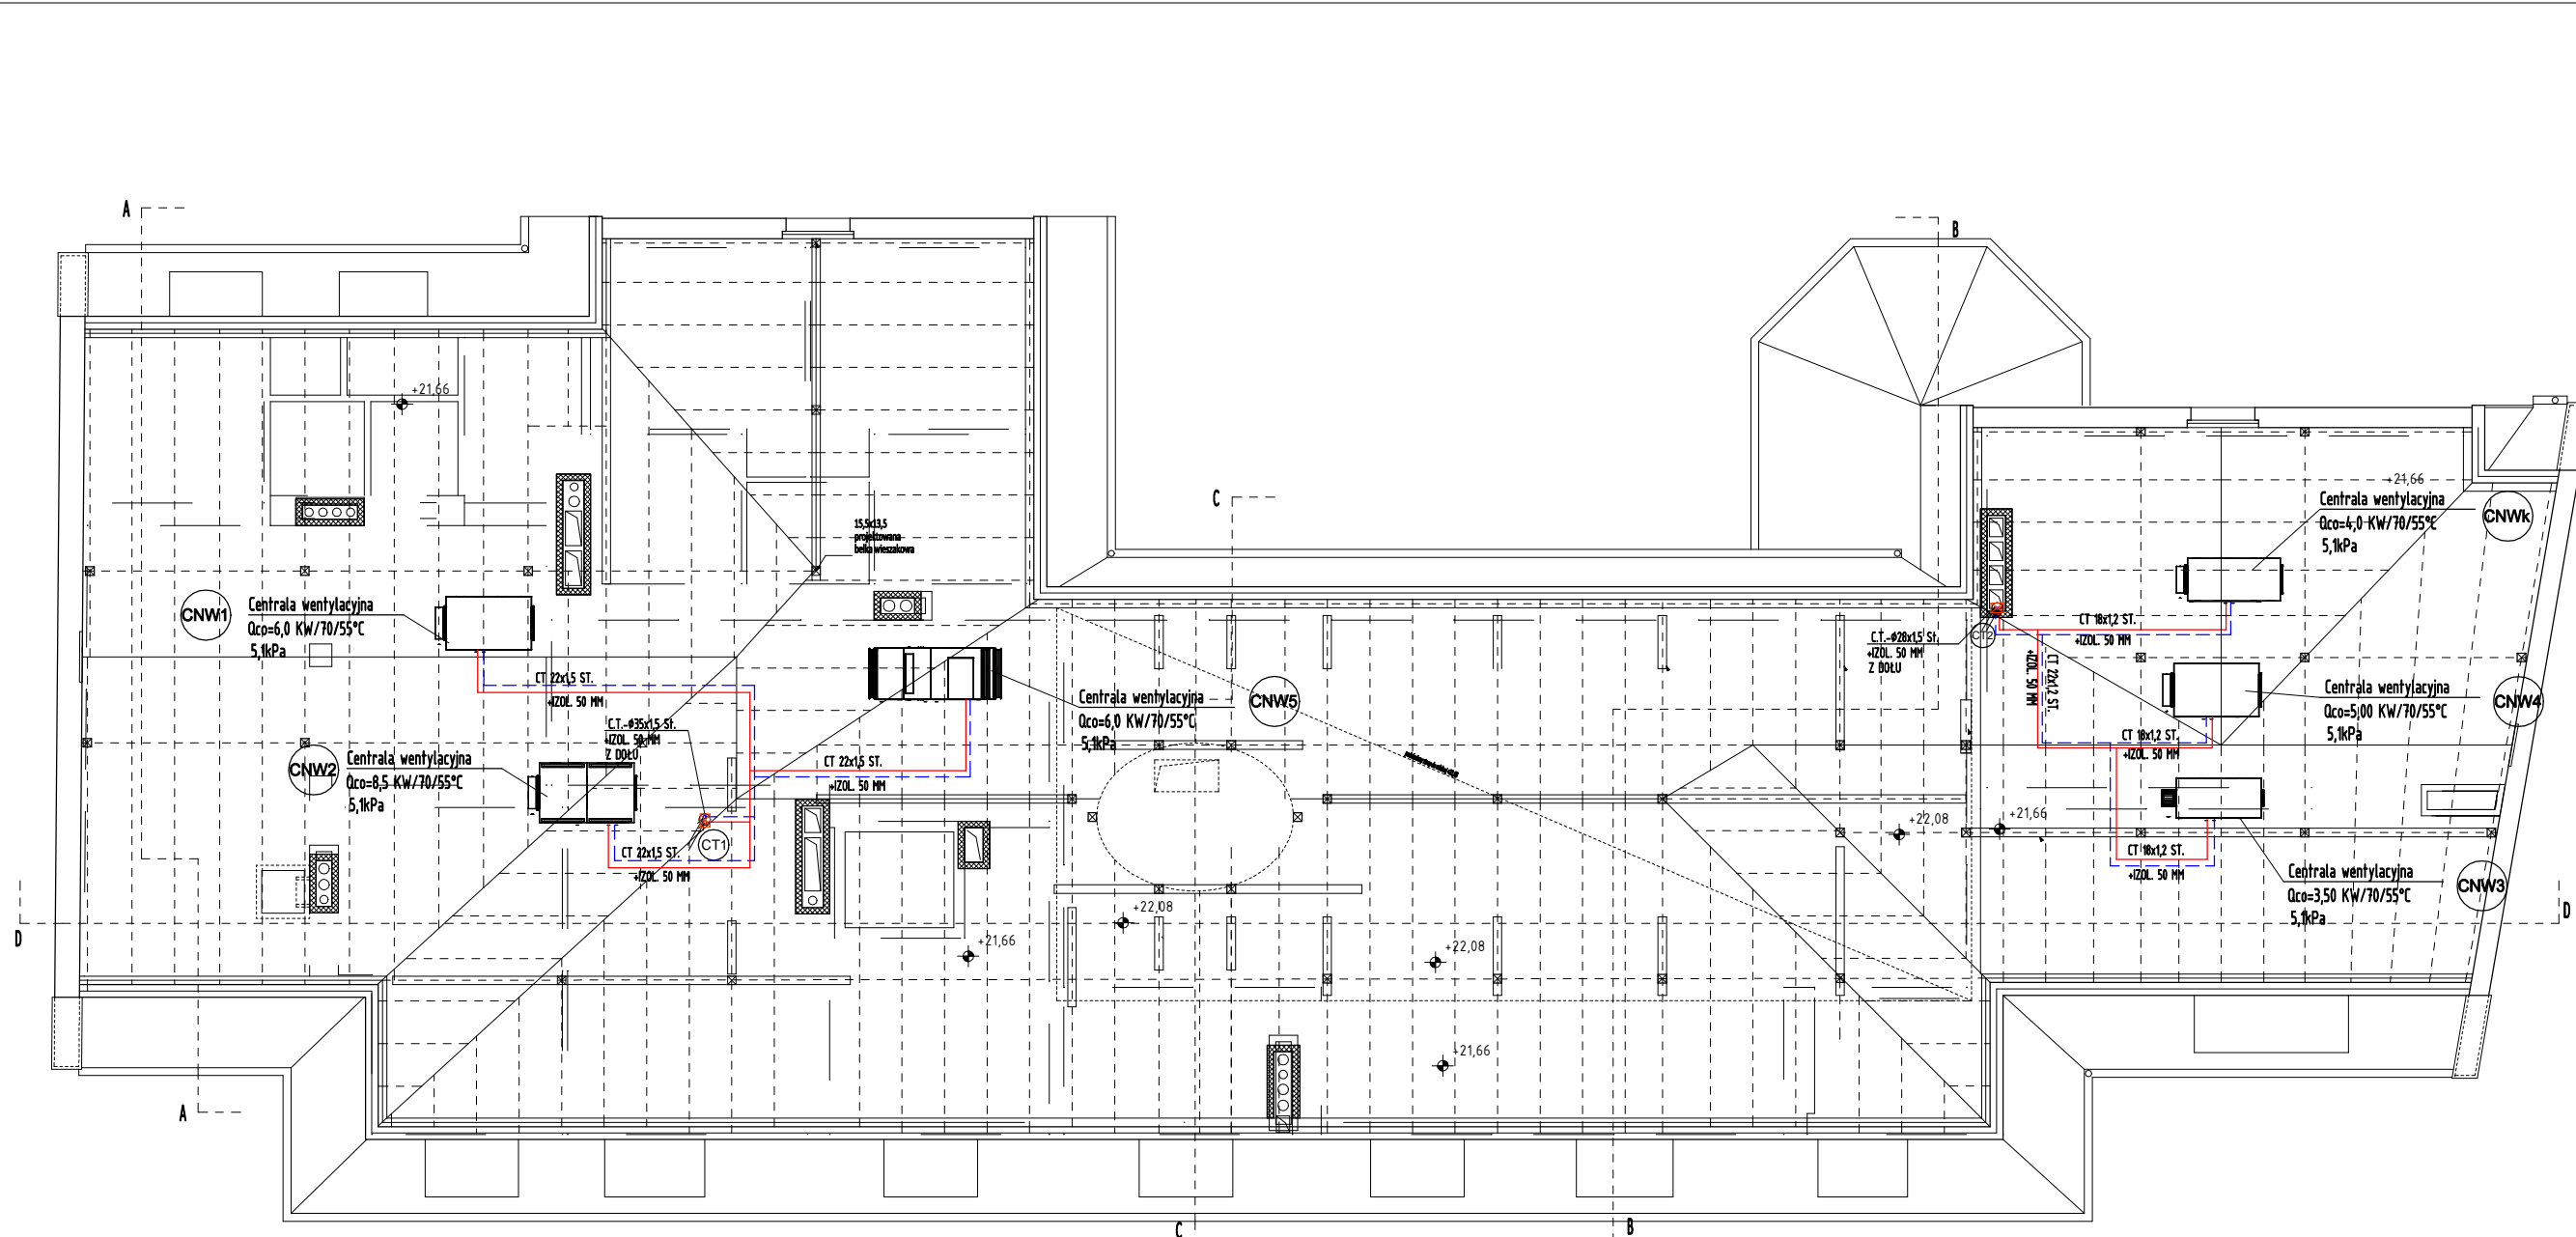 A
B
+21,66
C
+21,66
Centrala wentylacyjna
Qco=4,0 KW/70/55°C
5,1kPa
CNWk
15,5x13,5
projektowana
belka wieszakowa
CNW1
Centrala wentylacyjna
Qco=6,0 KW/70/55°C
5,1kPa
CT 22x1,5 ST.
+IZOL. 50 MM
C.T.-ø35x1,5 St.
+IZOL. 50 MM
Z DOŁU
Centrala wentylacyjna
Qco=6,0 KW/70/55°C
5,1kPa
CNW5
C.T.-ø28x1,5 St.
+IZOL. 50 MM
Z DOŁU
CT2
CT 18x1,2 ST.
+IZOL. 50 MM
CT 22x1,2 ST.
+IZOL. 50 MM
Centrala wentylacyjna
Qco=5,00 KW/70/55°C
5,1kPa
CNW4
CT 18x1,2 ST.
+IZOL. 50 MM
CNW2
Centrala wentylacyjna
Qco=8,5 KW/70/55°C
5,1kPa
CT 22x1,5 ST.
+IZOL. 50 MM
CT1
CT 22x1,5 ST.
+IZOL. 50 MM
+22,08
+21,66
CT 18x1,2 ST.
+IZOL. 50 MM
Centrala wentylacyjna
Qco=3,50 KW/70/55°C
5,1kPa
CNW3
D
+22,08
+21,66
+22,08
D
+21,66
A
C
B